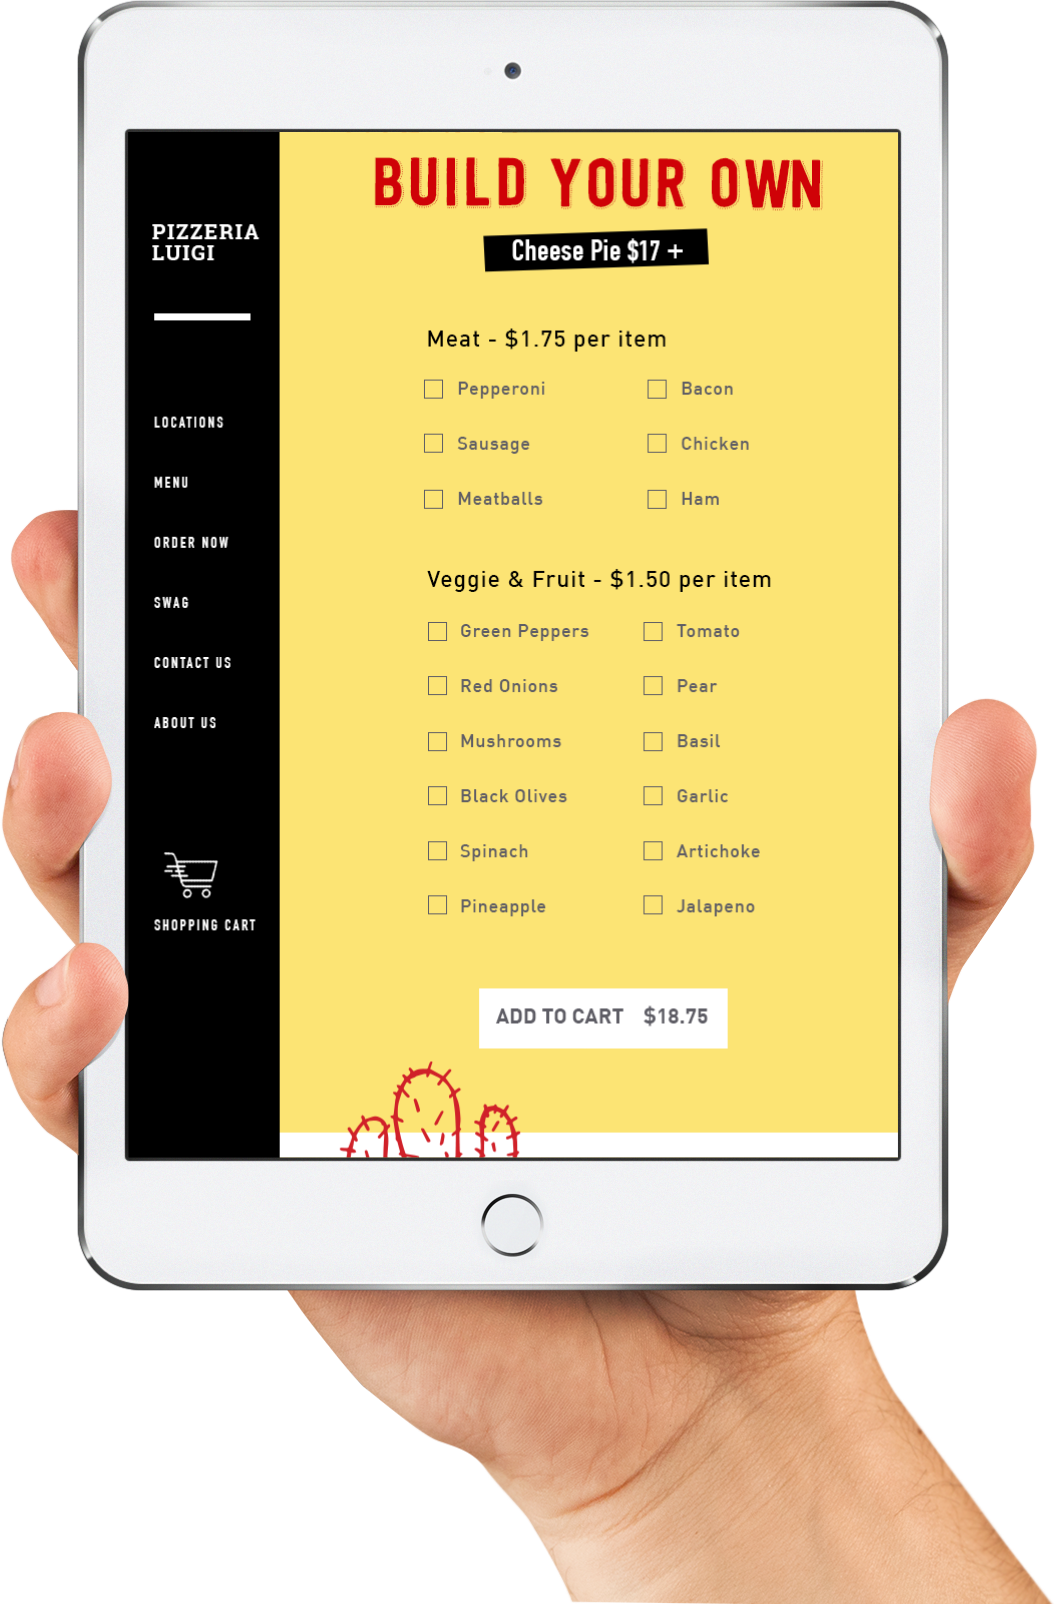 BUILD YOUR OWN
Cheese Pie $17 +
PIZZERIA
LUIGI
LOCATIONS
MENU
ORDER NOW
SWAG
CONTACT US
ABOUT US
SHOPPING CART
Meat - $1.75 per item
Pepperoni
Bacon
Sausage
Chicken
Meatballs
Ham
Veggie & Fruit - $1.50 per item
Green Peppers
Tomato
Red Onions
Pear
Mushrooms
Basil
Black Olives
Garlic
Spinach
Artichoke
Pineapple
Jalapeno
ADD TO CART $18.75